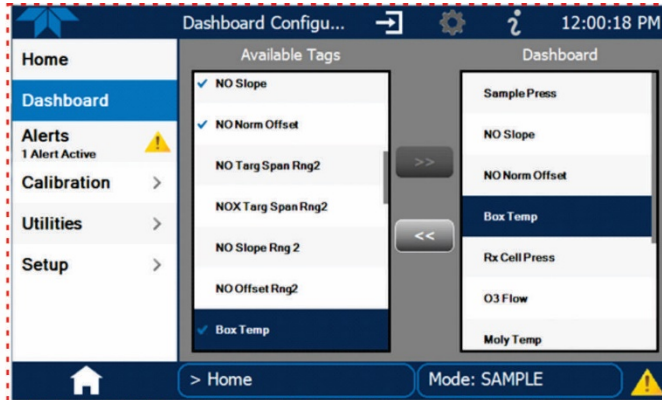 Dashboard Configu...
12:00:18 PM
Home
Dashboard
Alerts
1 Alert Active
Calibration >
Utilities >
Setup >
Available Tags
NO Slope
NO Norm Offset
NO Targ Span Rng2
NOX Targ Span Rng2
NO Slope Rng 2
NO Offset Rng2
Box Temp
>>
<<
Dashboard
Sample Press
NO Slope
NO Norm Offset
Box Temp
Rx Cell Press
O3 Flow
Moly Temp
> Home
Mode: SAMPLE